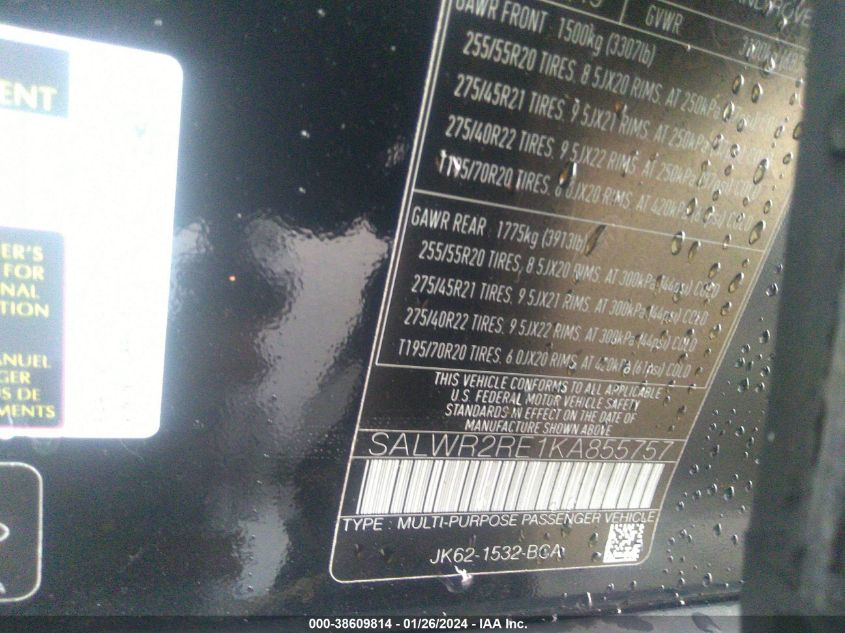 GVWR
GAWR FRONT 1500kg (3307lb)
255/55R20 TIRES, 8.5JX20 RIMS. AT 250kPa
275/45R21 TIRES, 9.5JX21 RIMS. AT 250kPa
275/40R22 TIRES, 9.5JX22 RIMS. AT 250kPa COLD
T195/70R20 TIRES, 6.0JX20 RIMS. AT 420kPa (61psi) COLD
GAWR REAR 1775kg (3913lb)
255/55R20 TIRES, 8.5JX20 RIMS. AT 300kPa (44psi) COLD
275/45R21 TIRES, 9.5JX21 RIMS. AT 300kPa (44psi) COLD
275/40R22 TIRES, 9.5JX22 RIMS. AT 300kPa (44psi) COLD
T195/70R20 TIRES, 6.0JX20 RIMS. AT 420kPa (61psi) COLD
THIS VEHICLE CONFORMS TO ALL APPLICABLE
U.S. FEDERAL MOTOR VEHICLE SAFETY
STANDARDS IN EFFECT ON THE DATE OF
MANUFACTURE SHOWN ABOVE
SALWR2RE1KA855757
TYPE : MULTI-PURPOSE PASSENGER VEHICLE
JK62-1532-BCA
ENT
ER'S
FOR
NAL
TION
ANUEL
GER
US DE
MENTS
000-38609814 - 01/26/2024 - IAA Inc.